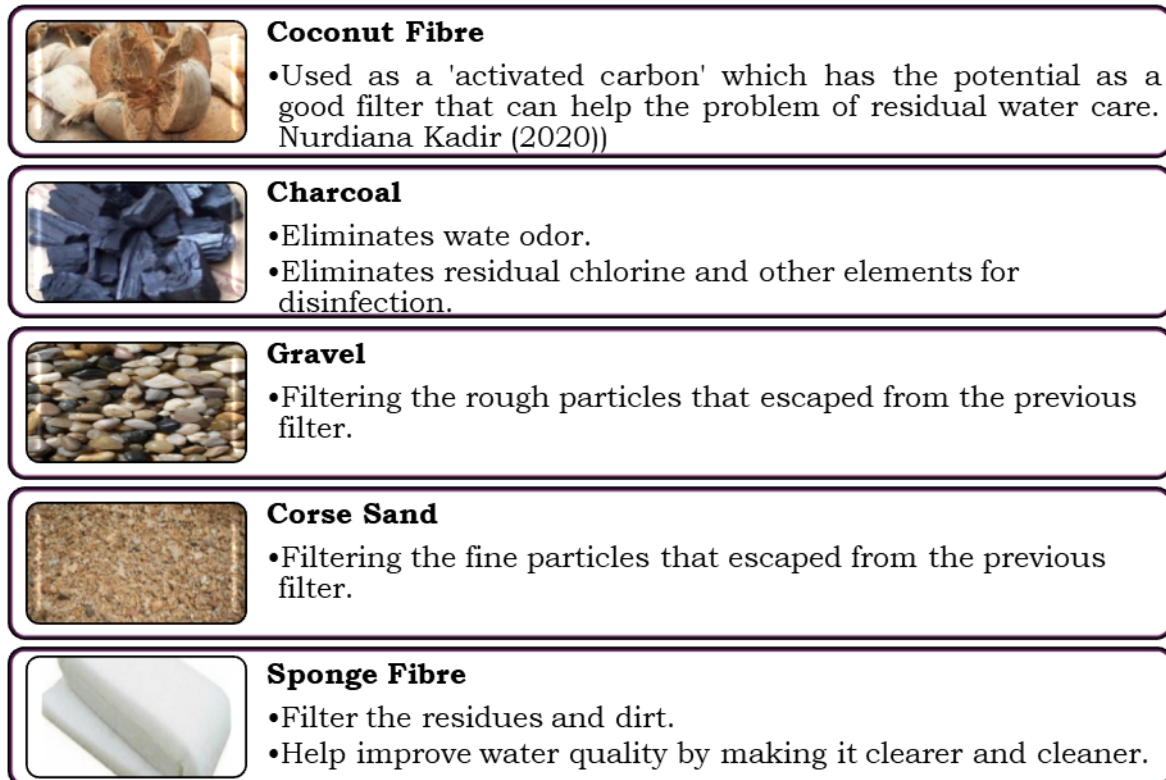 Coconut Fibre
•Used as a 'activated carbon' which has the potential as a
good filter that can help the problem of residual water care.
Nurdiana Kadir (2020))
Charcoal
•Eliminates wate odor.
•Eliminates residual chlorine and other elements for
disinfection.
Gravel
•Filtering the rough particles that escaped from the previous
filter.
Corse Sand
•Filtering the fine particles that escaped from the previous
filter.
Sponge Fibre
•Filter the residues and dirt.
•Help improve water quality by making it clearer and cleaner.